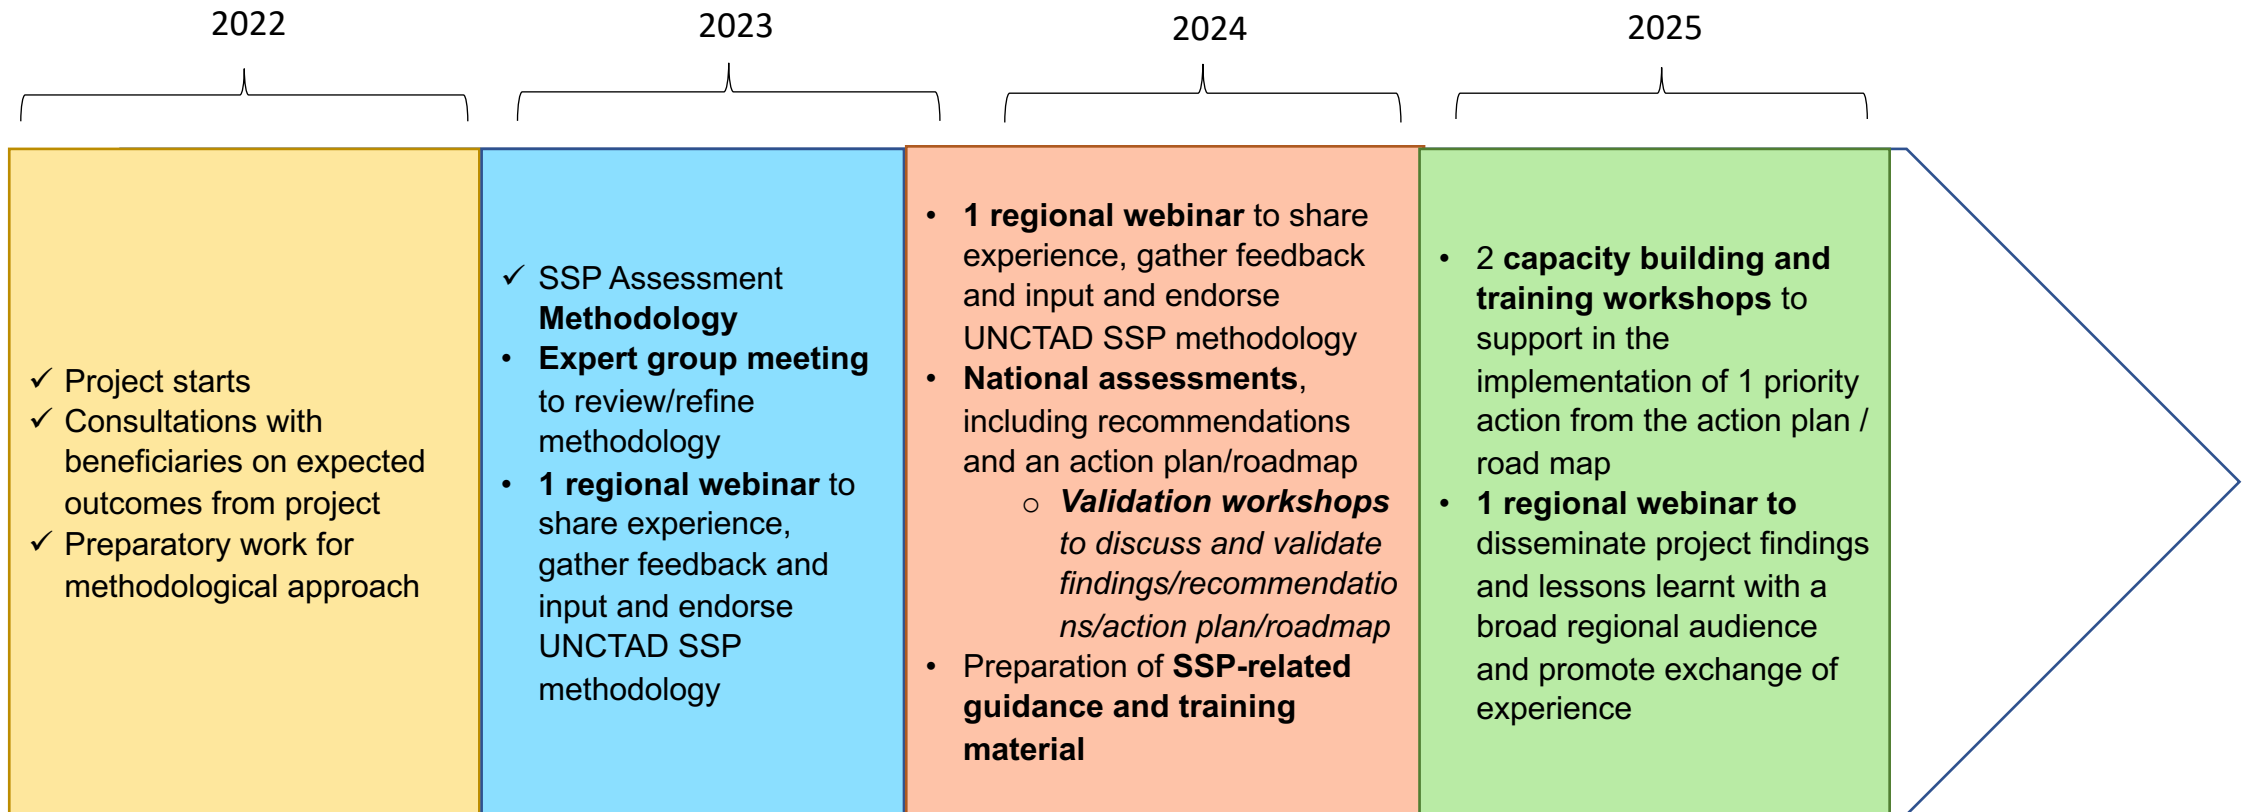 2022
2023
2024
2025
✓ Project starts
✓ Consultations with
beneficiaries on expected
outcomes from project
✓ Preparatory work for
methodological approach
✓ SSP Assessment
Methodology
• Expert group meeting
to review/refine
methodology
• 1 regional webinar to
share experience,
gather feedback and
input and endorse
UNCTAD SSP
methodology
• 1 regional webinar to share
experience, gather feedback
and input and endorse
UNCTAD SSP methodology
• National assessments,
including recommendations
and an action plan/roadmap
o Validation workshops
to discuss and validate
findings/recommendatio
ns/action plan/roadmap
• Preparation of SSP-related
guidance and training
material
• 2 capacity building and
training workshops to
support in the
implementation of 1 priority
action from the action plan /
road map
• 1 regional webinar to
disseminate project findings
and lessons learnt with a
broad regional audience
and promote exchange of
experience